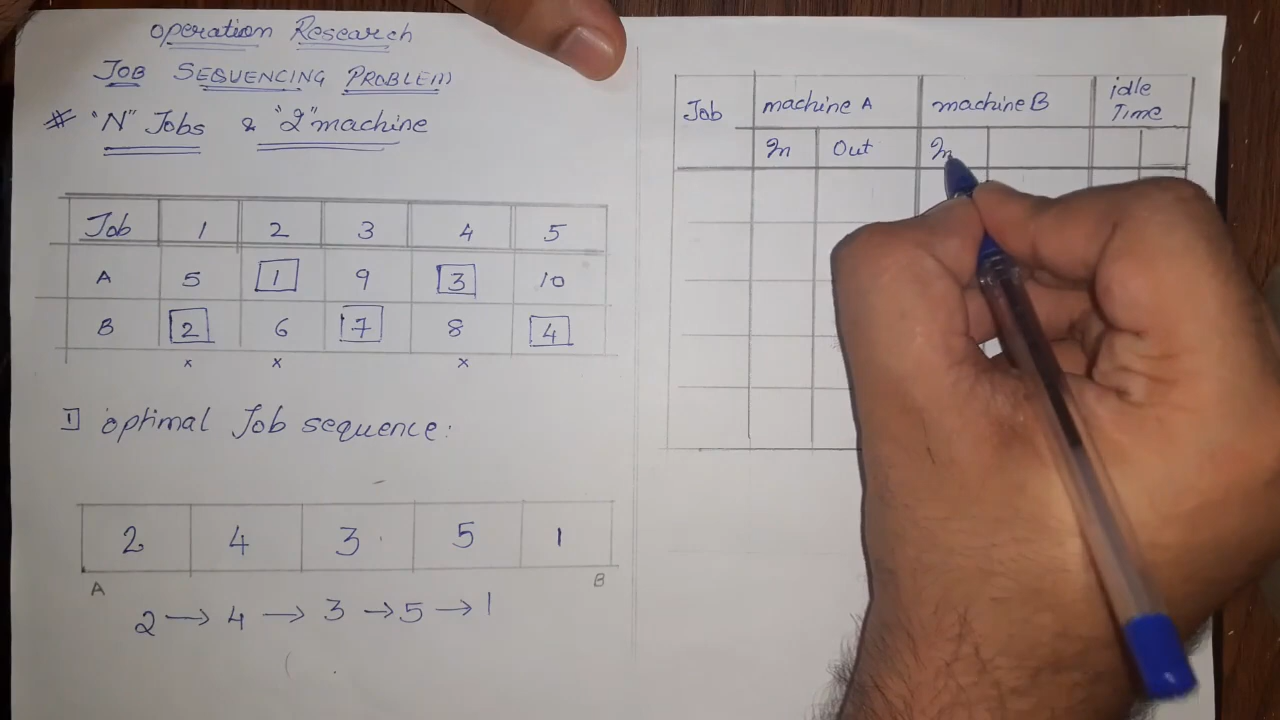 Operation Research
JOB SEQUENCING PROBLEM
# "N" Jobs & "2" machine
Job 1 2 3 4 5
A 5 1 9 3 10
B 2 6 7 8 4
x x x
1] optimal Job sequence:
2 4 3 5 1
A B
2 → 4 → 3 → 5 → 1
Job machine A machine B idle Time
In Out In